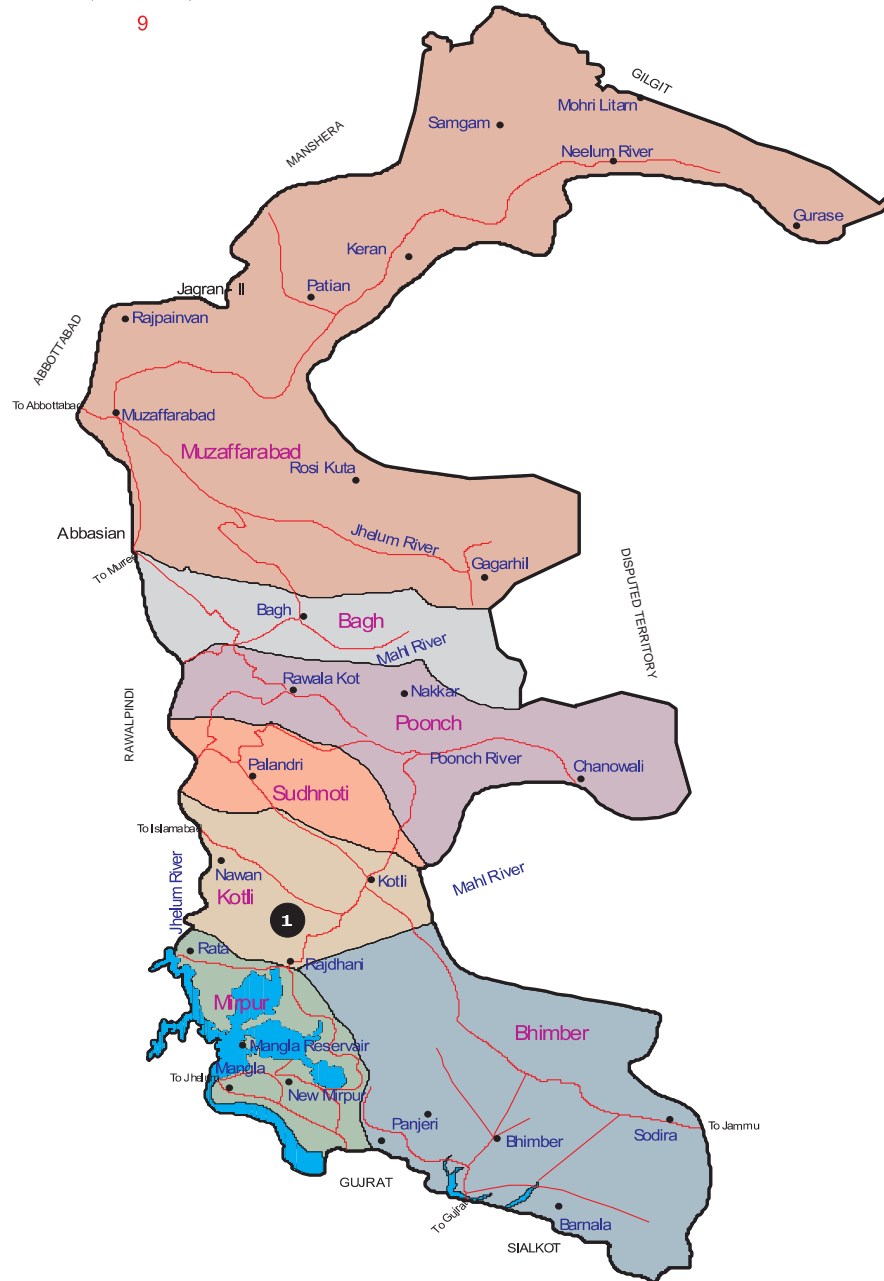 9
GILGIT
Mohri Litarn
Samgam
MANSHERA
Neelum River
Gurase
Keran
Jagran - II
Patian
Rajpainvan
ABBOTTABAD
To Abbottabad
Muzaffarabad
Muzaffarabad
Rosi Kuta
Abbasian
Jhelum River
To Murree
Gagarhil
DISPUTED TERRITORY
Bagh
Bagh
Mahl River
Rawala Kot
Nakkar
RAWALPINDI
Poonch
Poonch River
Palandri
Chanowali
Sudhnoti
To Islamabad
Nawan
Kotli
Mahl River
Jhelum River
Kotli
1
Rata
Rajdhani
Mirpur
Bhimber
Mangla Reservair
Mangla
To Jhelum
New Mirpur
Panjeri
Sodira
To Jammu
Bhimber
GUJRAT
To Gujrat
Barnala
SIALKOT